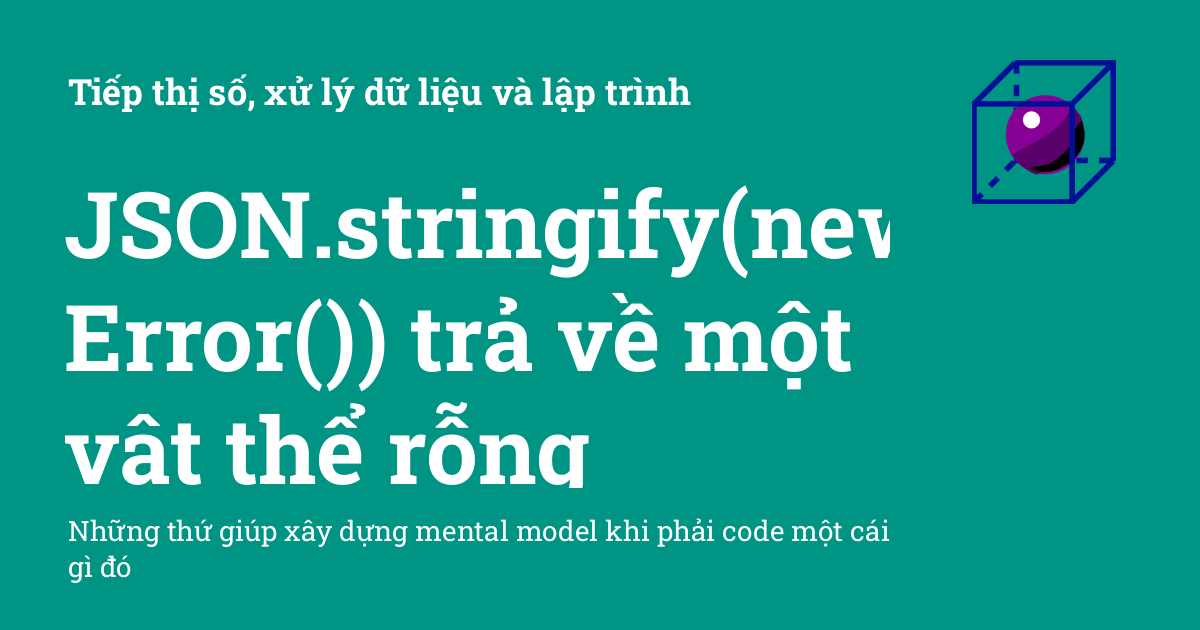 Tiếp thị số, xử lý dữ liệu và lập trình
JSON.stringify(new
Error()) trả về một
vật thể rỗng
Những thứ giúp xây dựng mental model khi phải code một cái
gì đó